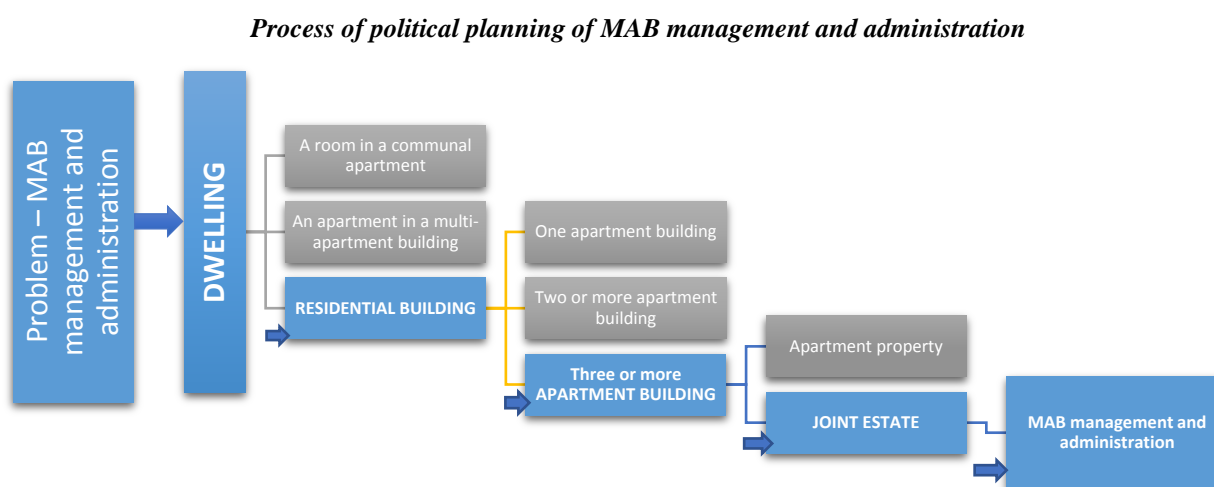 Process of political planning of MAB management and administration
Problem – MAB
management and
administration
DWELLING
A room in a communal
apartment
An apartment in a multi-
apartment building
RESIDENTIAL BUILDING
One apartment building
Two or more apartment
building
Three or more
APARTMENT BUILDING
Apartment property
JOINT ESTATE
MAB management and
administration